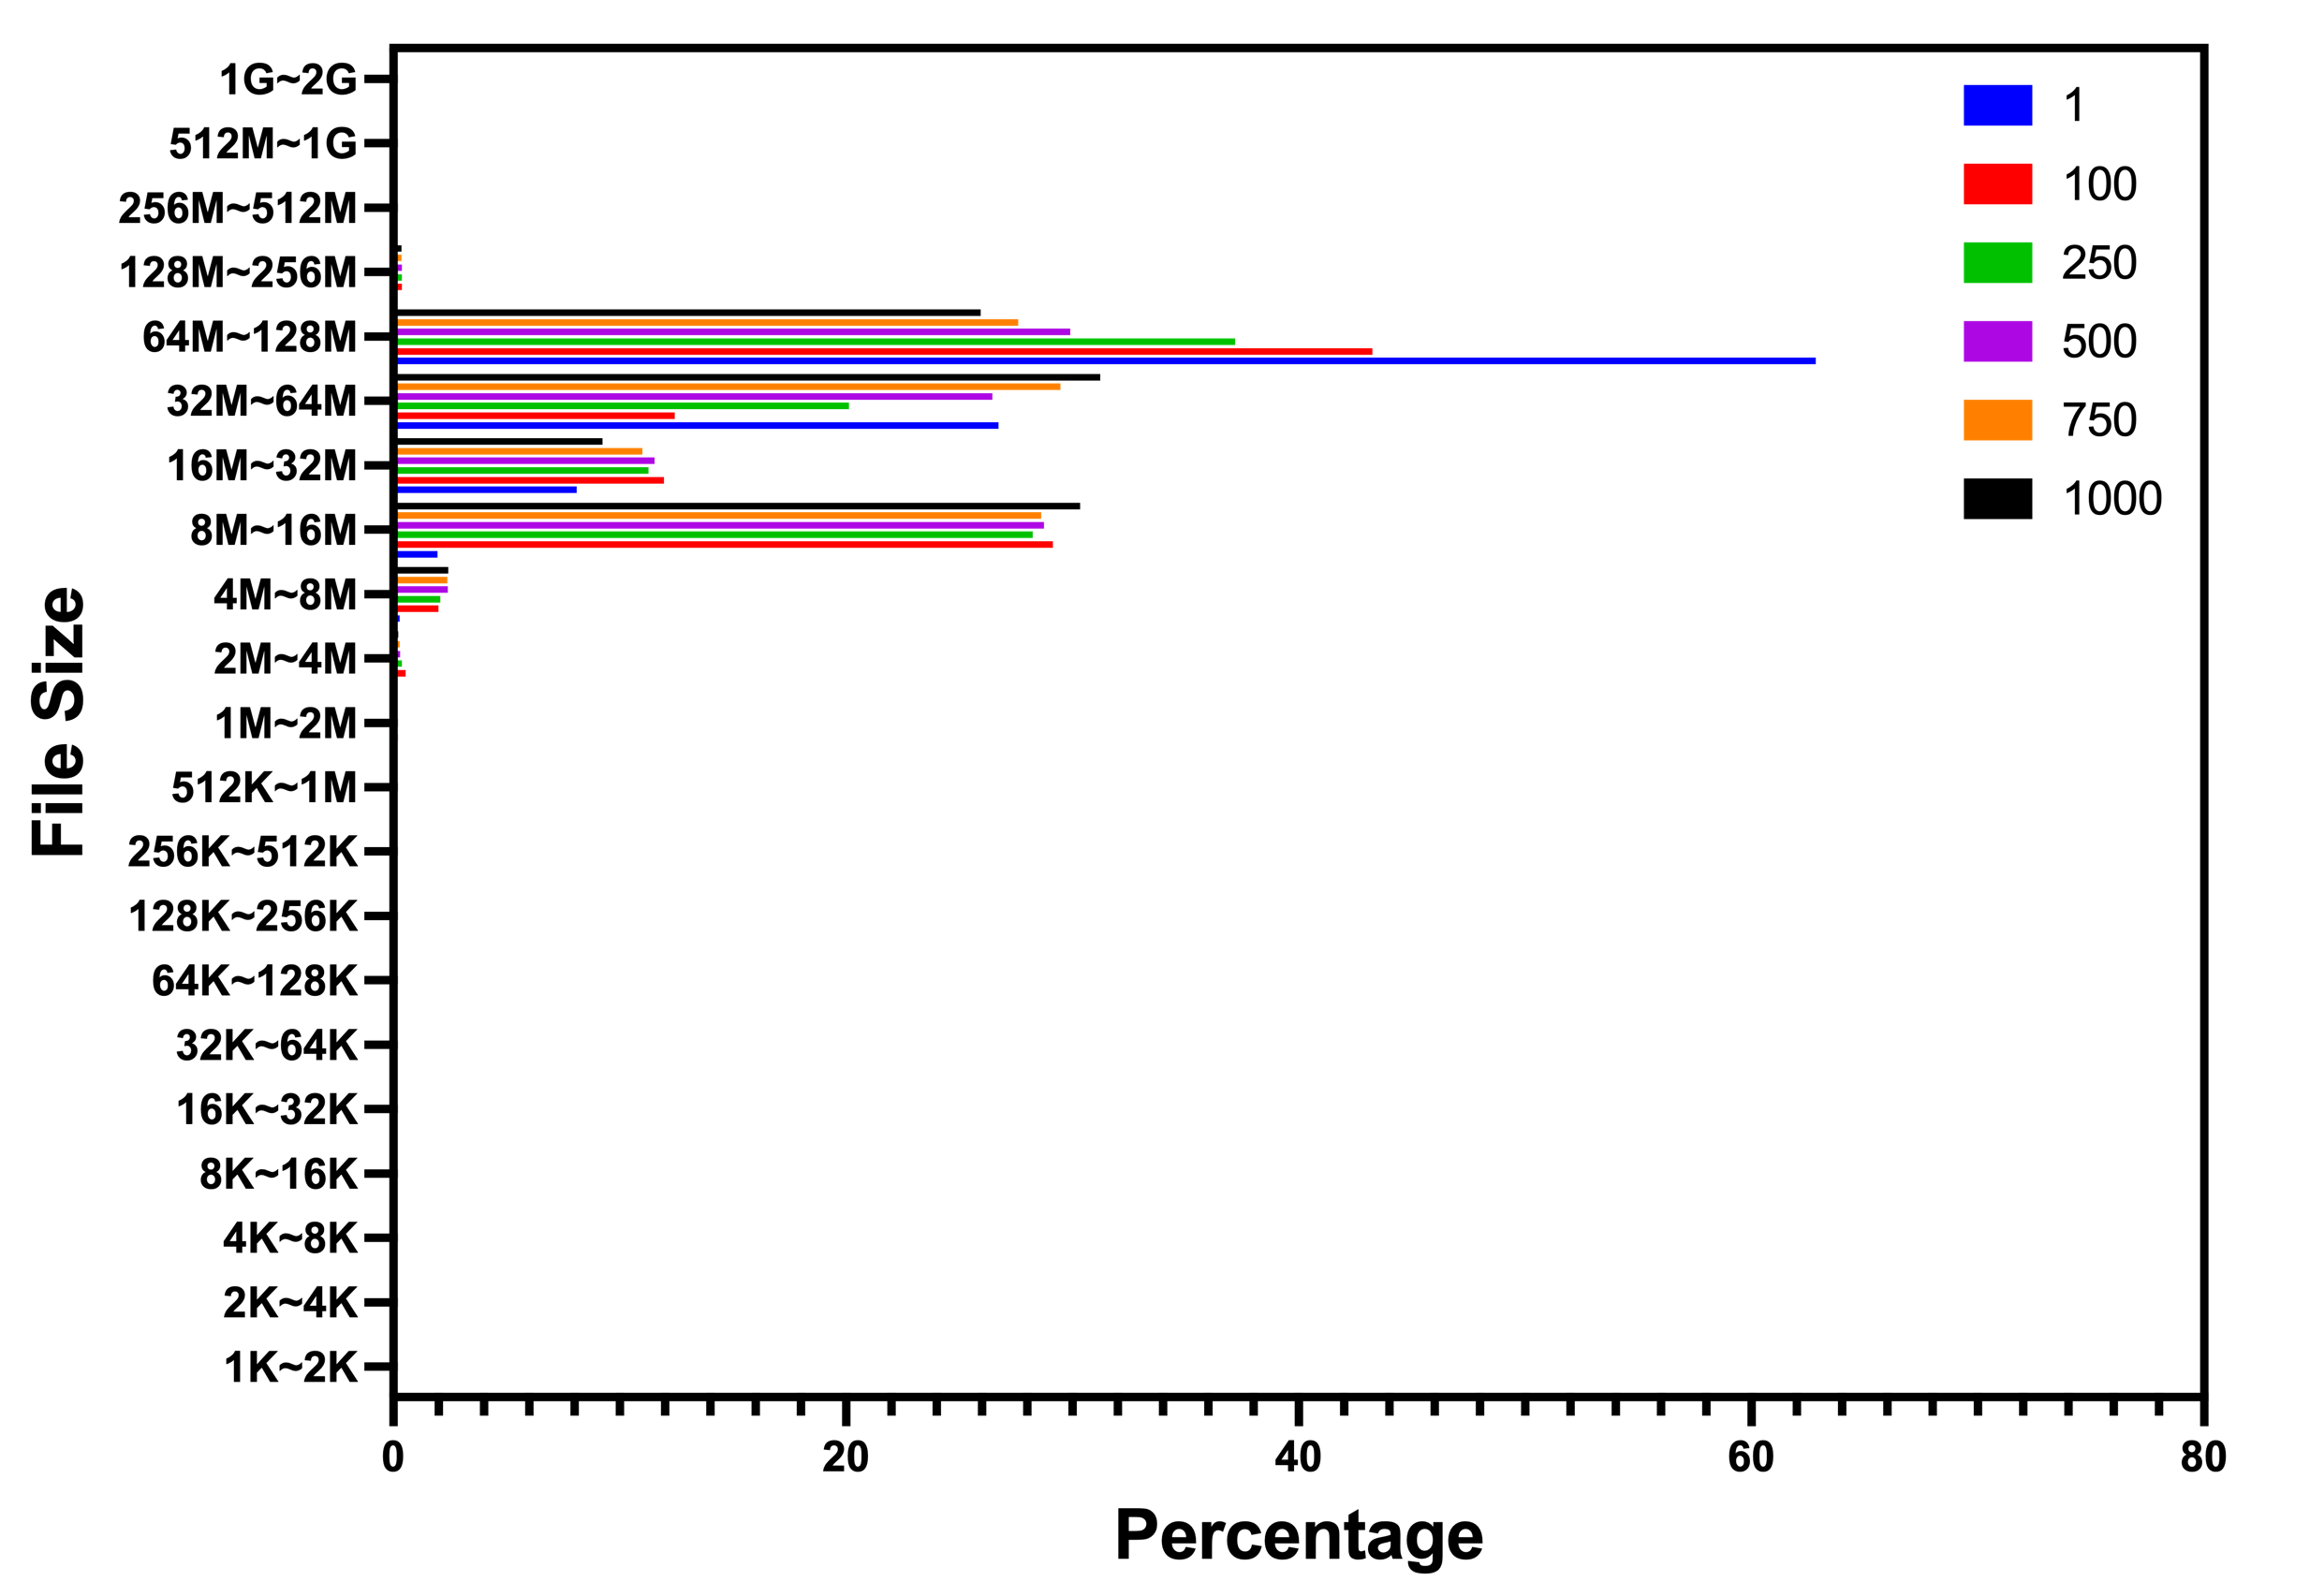 1G~2G
512M~1G
256M~512M
128M~256M
64M~128M
32M~64M
16M~32M
8M~16M
4M~8M
2M~4M
1M~2M
512K~1M
256K~512K
128K~256K
64K~128K
32K~64K
16K~32K
8K~16K
4K~8K
2K~4K
1K~2K
File Size
0 20 40 60 80
Percentage
1
100
250
500
750
1000